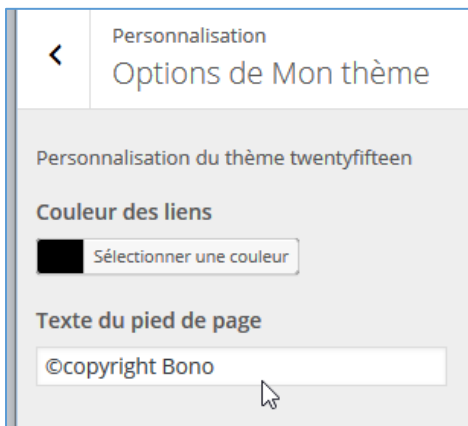 Personnalisation
Options de Mon thème
Personnalisation du thème twentyfifteen
Couleur des liens
Sélectionner une couleur
Texte du pied de page
©copyright Bono